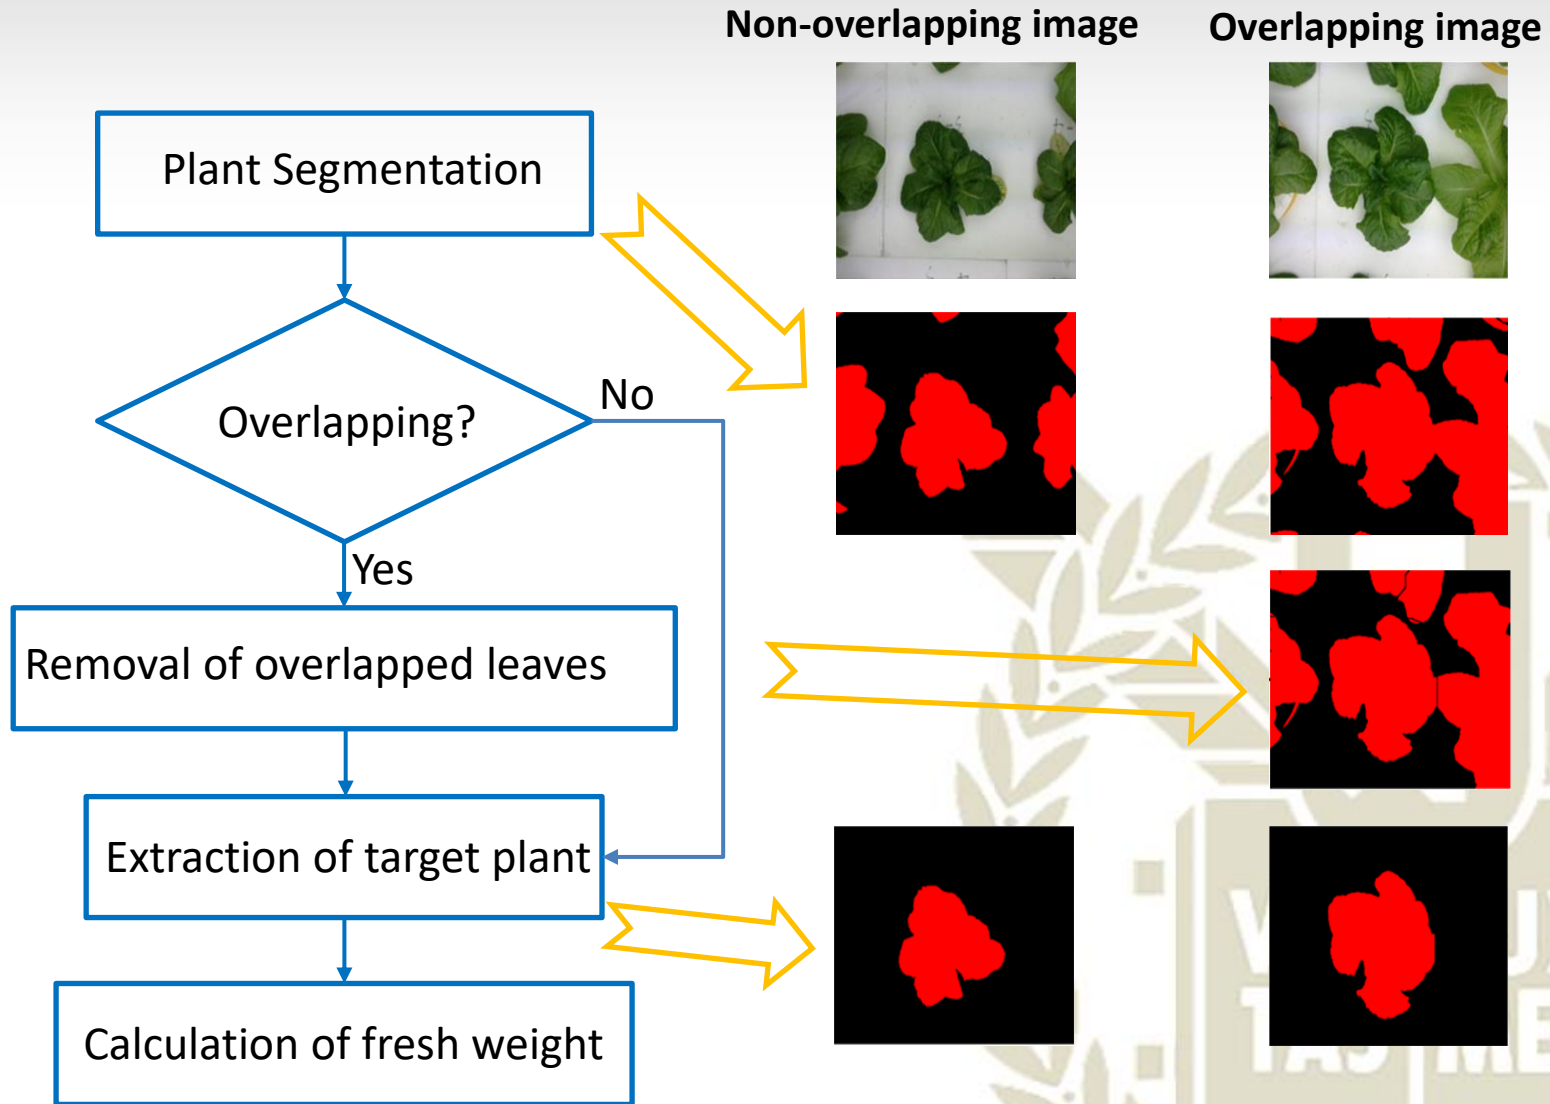 Non-overlapping image
Overlapping image
Plant Segmentation
Overlapping?
No
Yes
Removal of overlapped leaves
Extraction of target plant
Calculation of fresh weight